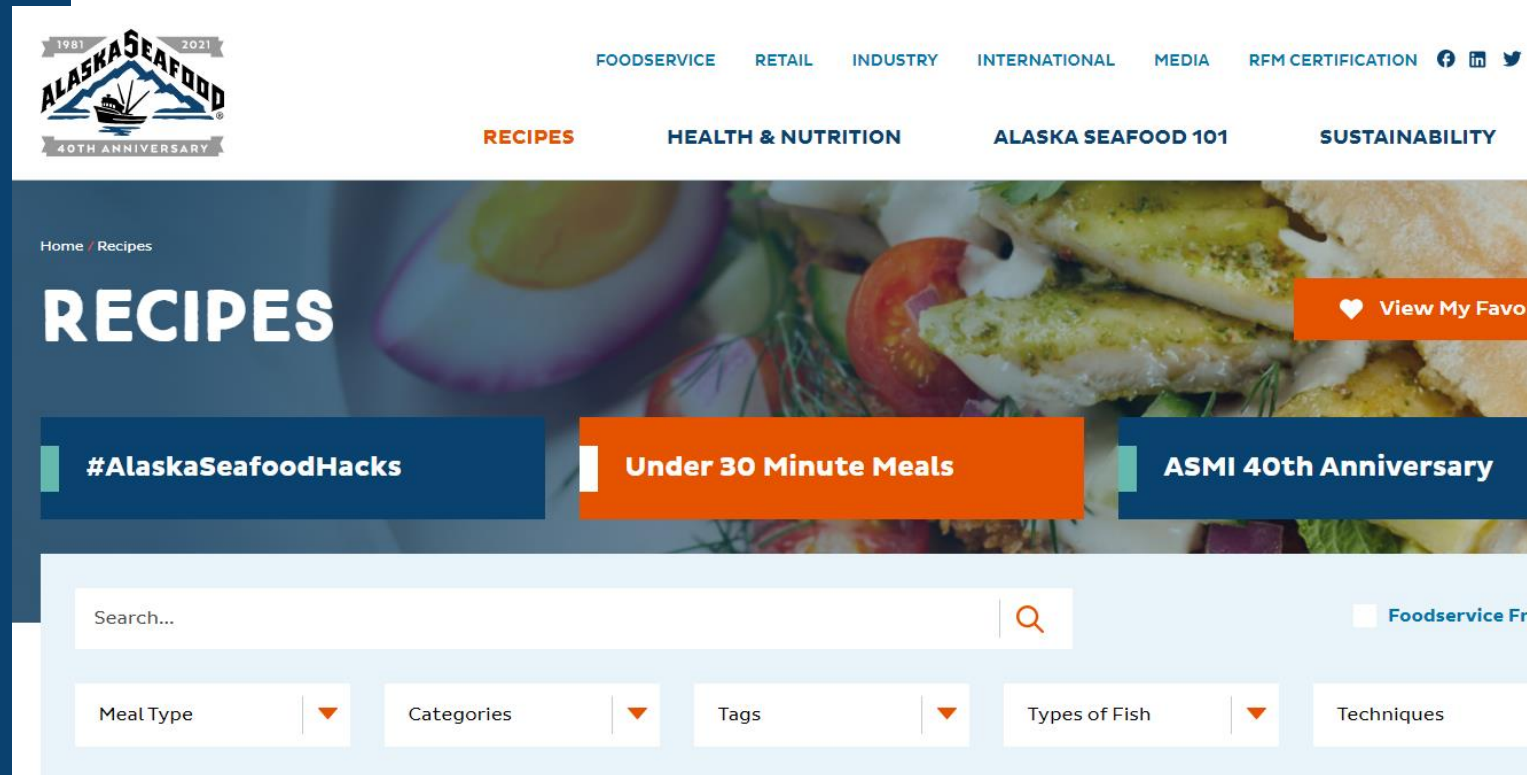 1981 ALASKA SEAFOOD 2021
®
40TH ANNIVERSARY
FOODSERVICE RETAIL INDUSTRY INTERNATIONAL MEDIA RFM CERTIFICATION
RECIPES HEALTH & NUTRITION ALASKA SEAFOOD 101 SUSTAINABILITY
Home / Recipes
RECIPES
View My Favo
#AlaskaSeafoodHacks
Under 30 Minute Meals
ASMI 40th Anniversary
Search...
Foodservice Fr
Meal Type
Categories
Tags
Types of Fish
Techniques